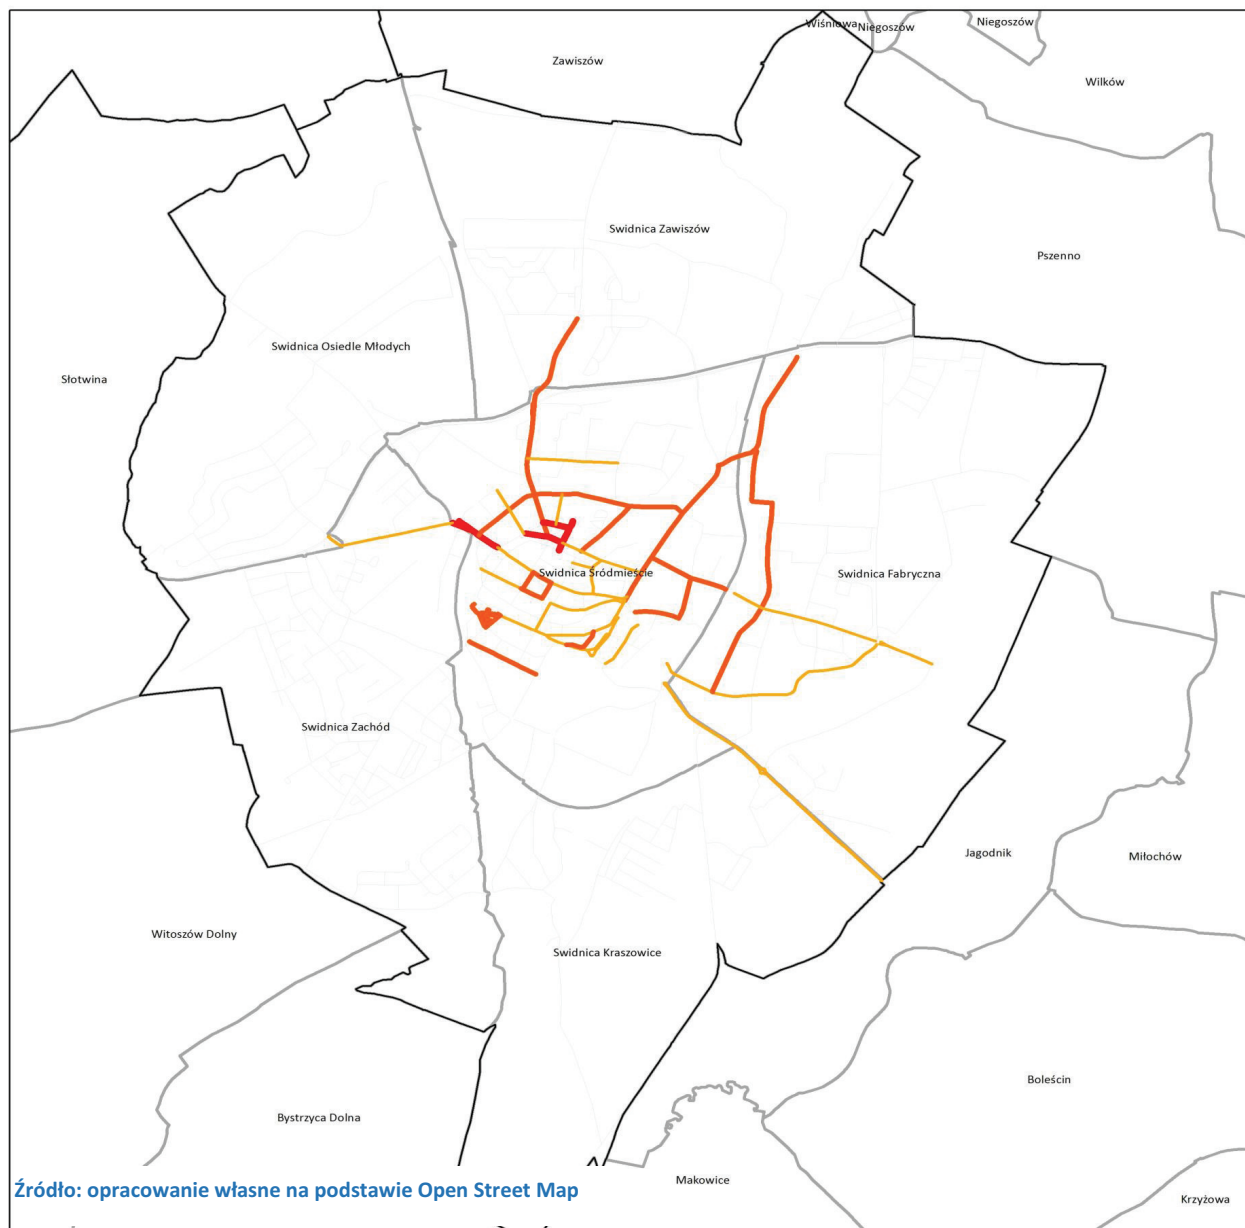 Wiśniowa
Niegoszów
Niegoszów
Zawiszów
Wilków
Swidnica Zawiszów
Pszenno
Swidnica Osiedle Młodych
Słotwina
Swidnica Śródmieście
Swidnica Fabryczna
Swidnica Zachód
Jagodnik
Miłochów
Witoszów Dolny
Swidnica Kraszowice
Boleścin
Bystrzyca Dolna
Makowice
Źródło: opracowanie własne na podstawie Open Street Map
Krzyżowa